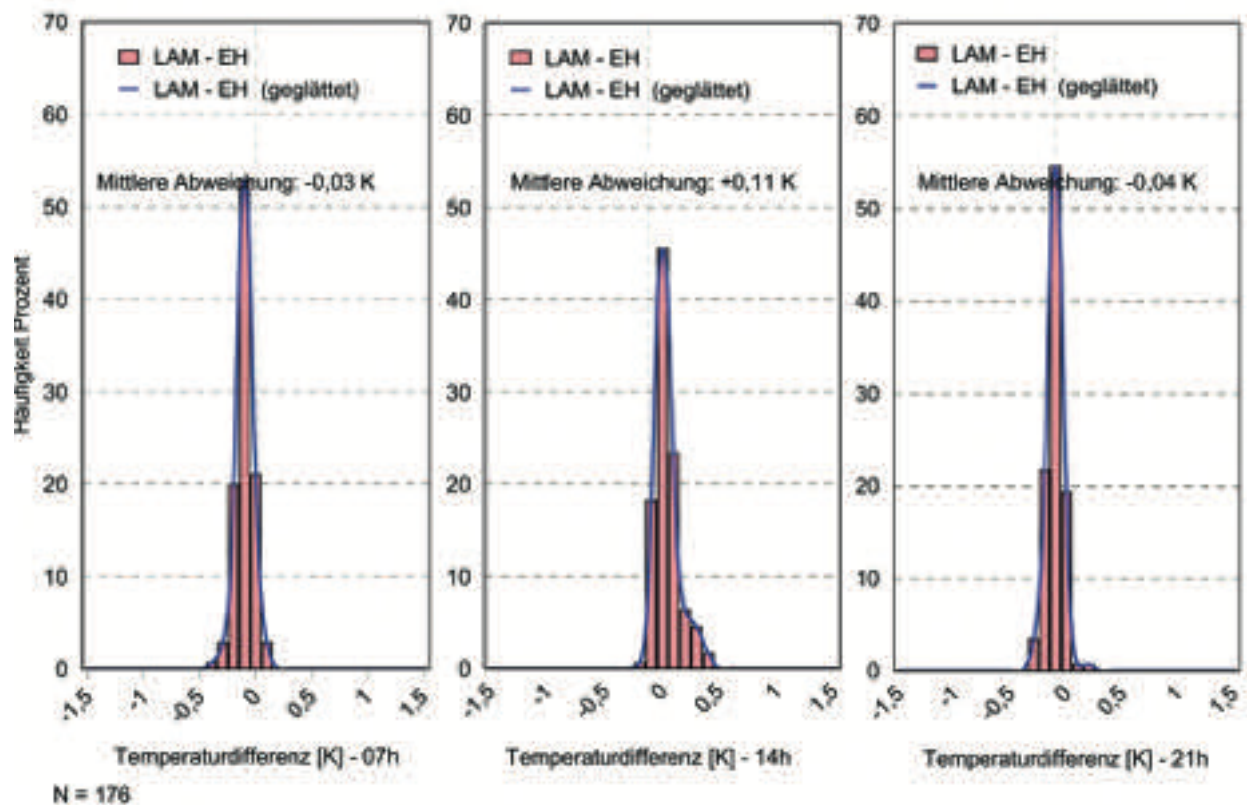 70
60
50
40
30
20
10
0
Häufigkeit Prozent
LAM - EH
LAM - EH (geglättet)
Mittlere Abweichung: -0,03 K
-1,5 -1 -0,5 0 0,5 1 1,5
Temperaturdifferenz [K] - 07h
70
60
50
40
30
20
10
0
LAM - EH
LAM - EH (geglättet)
Mittlere Abweichung: +0,11 K
-1,5 -1 -0,5 0 0,5 1 1,5
Temperaturdifferenz [K] - 14h
70
60
50
40
30
20
10
0
LAM - EH
LAM - EH (geglättet)
Mittlere Abweichung: -0,04 K
-1,5 -1 -0,5 0 0,5 1 1,5
Temperaturdifferenz [K] - 21h
N = 176